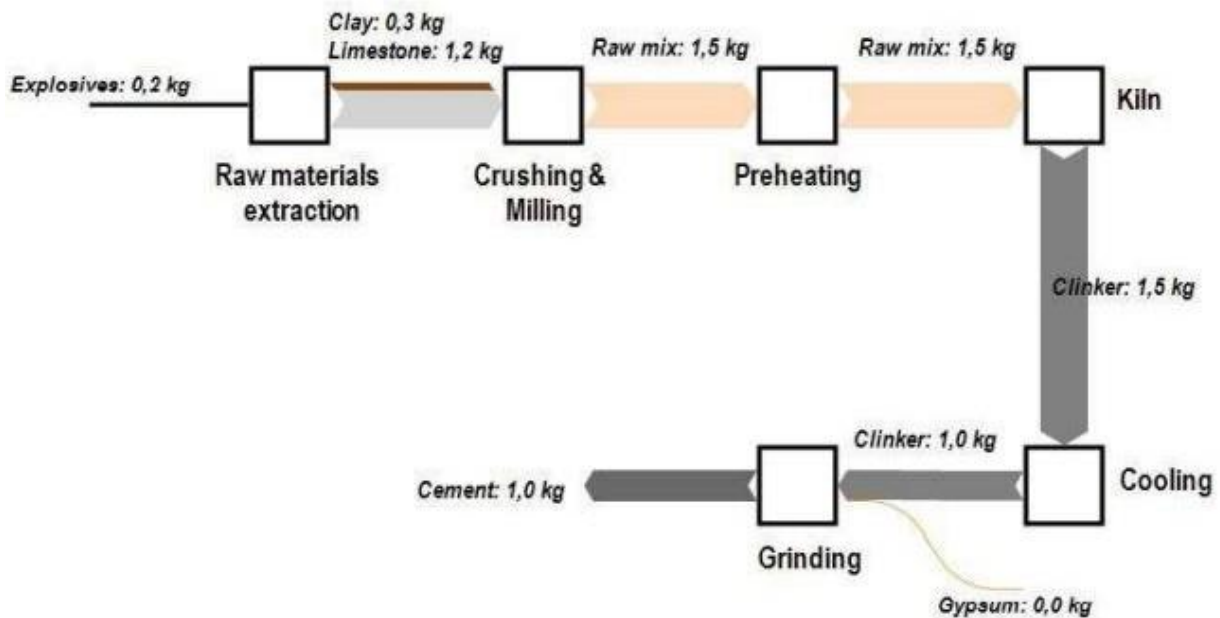 Clay: 0,3 kg
Limestone: 1,2 kg
Raw mix: 1,5 kg
Raw mix: 1,5 kg
Explosives: 0,2 kg
Kiln
Raw materials
extraction
Crushing &
Milling
Preheating
Clinker: 1,5 kg
Clinker: 1,0 kg
Cement: 1,0 kg
Cooling
Grinding
Gypsum: 0,0 kg